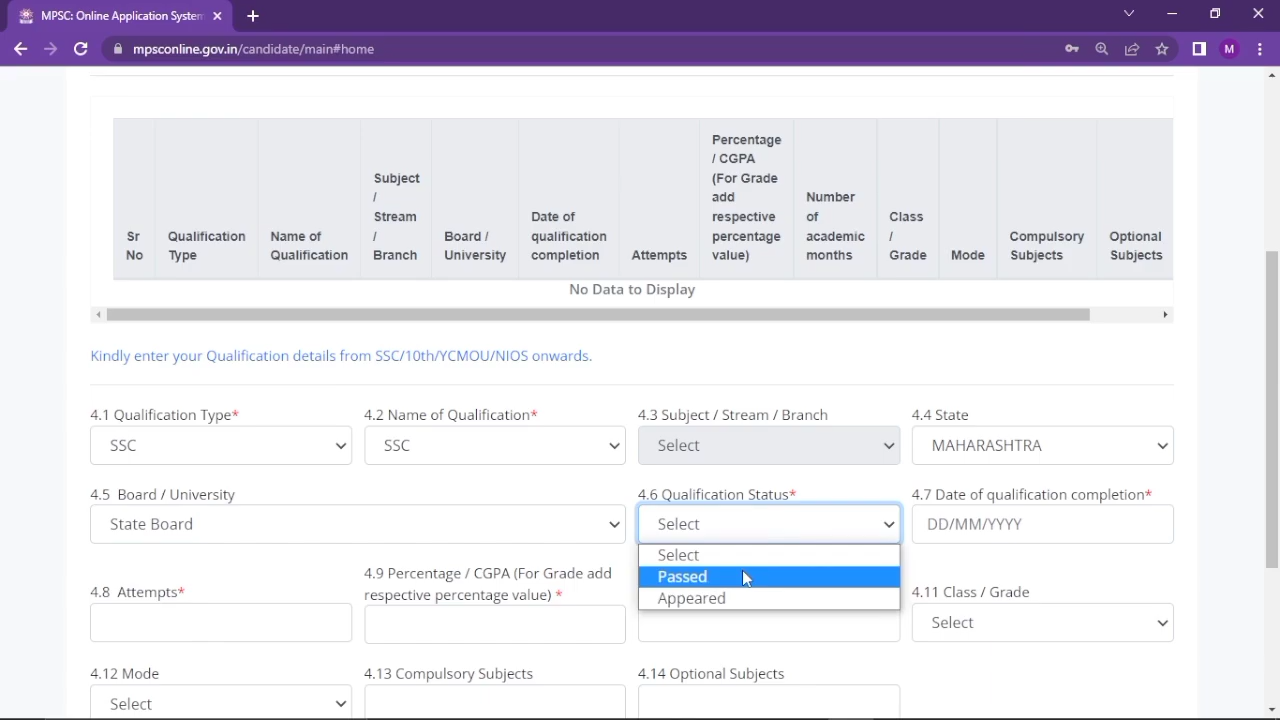 MPSC: Online Application System
mpsconline.gov.in/candidate/main#home
M
Sr No
Qualification Type
Name of Qualification
Subject / Stream / Branch
Board / University
Date of qualification completion
Attempts
Percentage / CGPA (For Grade add respective percentage value)
Number of academic months
Class / Grade
Mode
Compulsory Subjects
Optional Subjects
No Data to Display
Kindly enter your Qualification details from SSC/10th/YCMOU/NIOS onwards.
4.1 Qualification Type*
4.2 Name of Qualification*
4.3 Subject / Stream / Branch
4.4 State
SSC
SSC
Select
MAHARASHTRA
4.5 Board / University
4.6 Qualification Status*
4.7 Date of qualification completion*
State Board
Select
DD/MM/YYYY
Select
Passed
Appeared
4.8 Attempts*
4.9 Percentage / CGPA (For Grade add
respective percentage value) *
4.11 Class / Grade
Select
4.12 Mode
4.13 Compulsory Subjects
4.14 Optional Subjects
Select